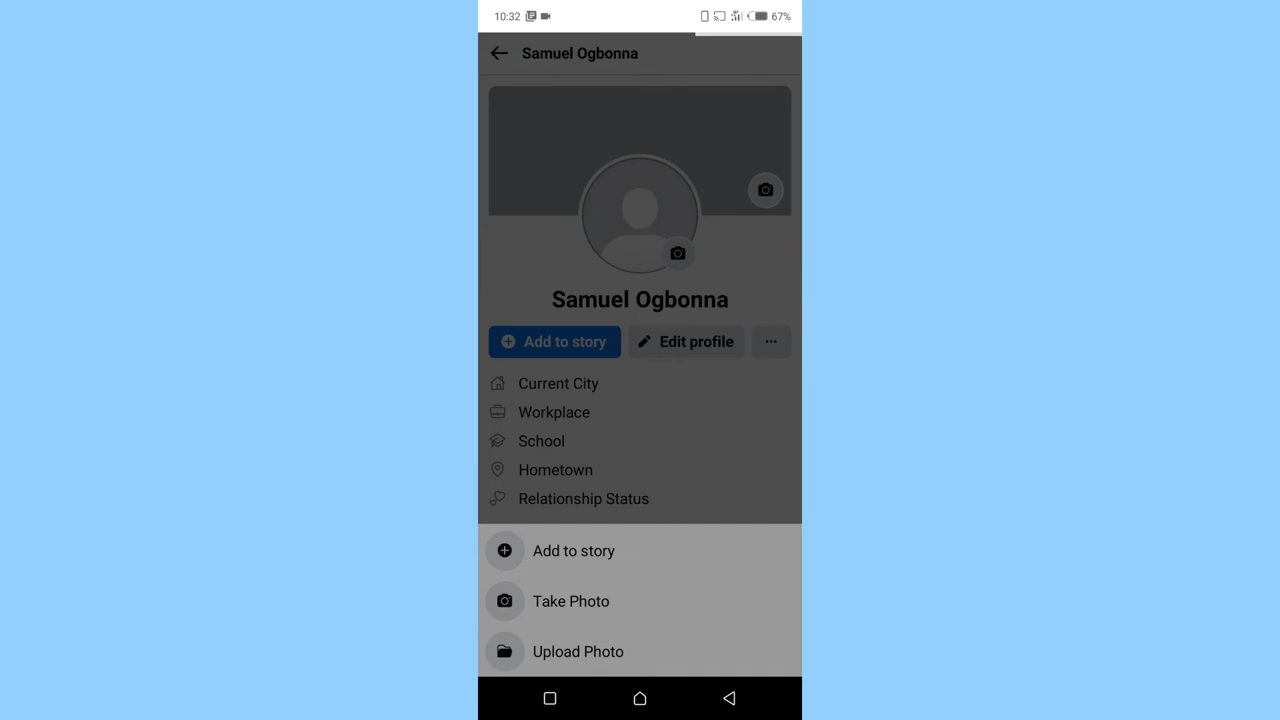 10:32 67%
Samuel Ogbonna
Samuel Ogbonna
Add to story Edit profile ...
Current City
Workplace
School
Hometown
Relationship Status
Add to story
Take Photo
Upload Photo